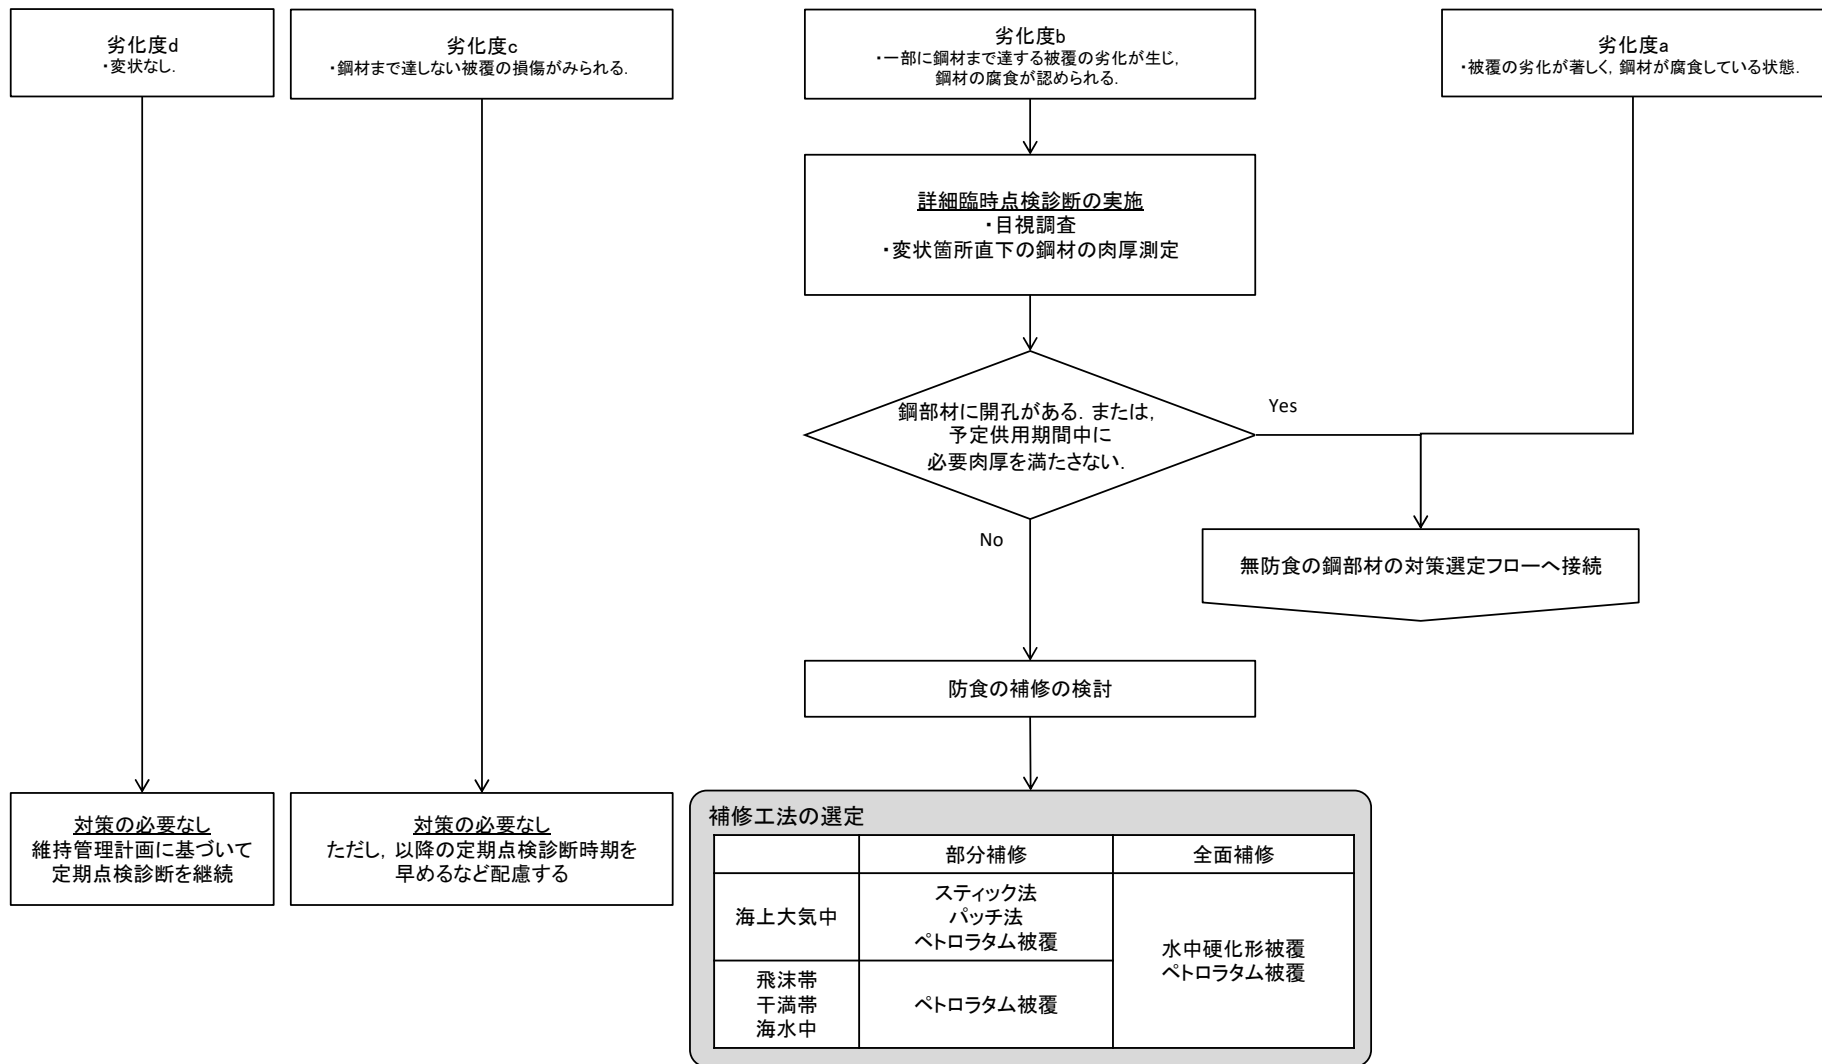 劣化度d
・変状なし.
劣化度c
・鋼材まで達しない被覆の損傷がみられる.
劣化度b
・一部に鋼材まで達する被覆の劣化が生じ,
鋼材の腐食が認められる.
劣化度a
・被覆の劣化が著しく, 鋼材が腐食している状態.
詳細臨時点検診断の実施
・目視調査
・変状箇所直下の鋼材の肉厚測定
鋼部材に開孔がある. または,
予定供用期間中に
必要肉厚を満たさない.
Yes
No
無防食の鋼部材の対策選定フローへ接続
防食の補修の検討
対策の必要なし
維持管理計画に基づいて
定期点検診断を継続
対策の必要なし
ただし, 以降の定期点検診断時期を
早めるなど配慮する
補修工法の選定
部分補修
全面補修
海上大気中
スティック法
パッチ法
ペトロラタム被覆
水中硬化形被覆
ペトロラタム被覆
飛沫帯
干満帯
海水中
ペトロラタム被覆